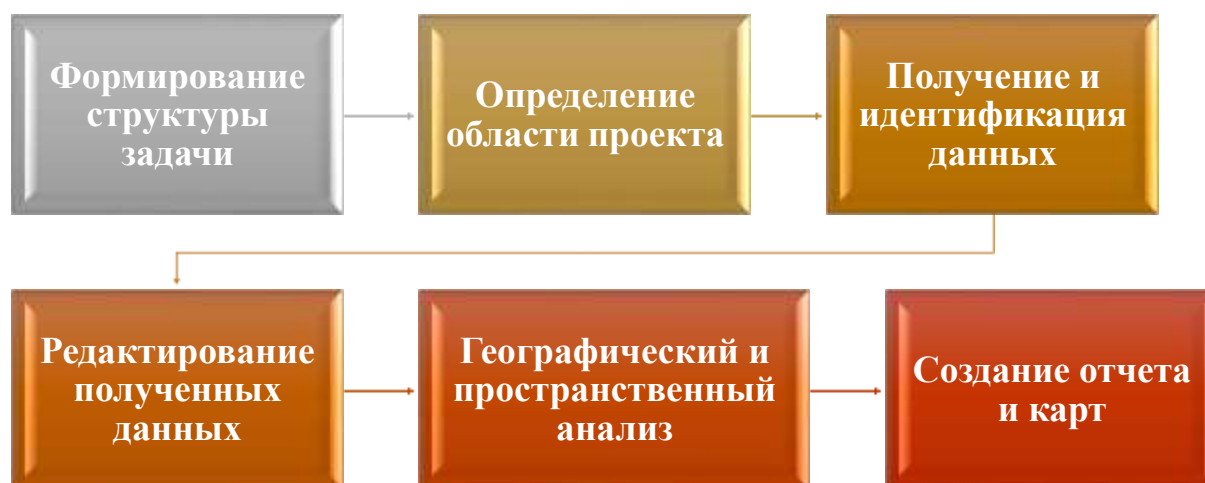 Формирование
структуры
задачи
Определение
области проекта
Получение и
идентификация
данных
Редактирование
полученных
данных
Географический и
пространственный
анализ
Создание отчета
и карт